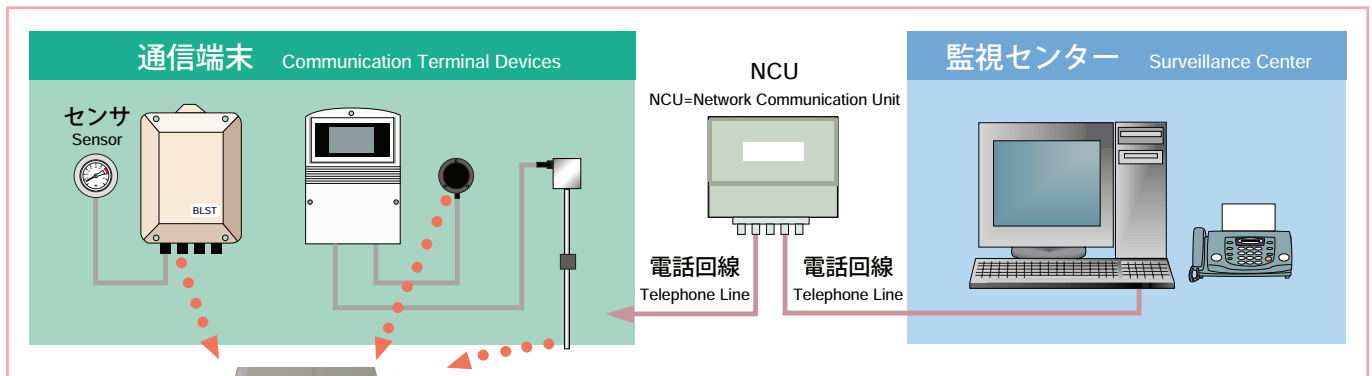 通信端末 Communication Terminal Devices
センサ
Sensor
BLST
NCU
NCU=Network Communication Unit
電話回線
Telephone Line
電話回線
Telephone Line
監視センター Surveillance Center